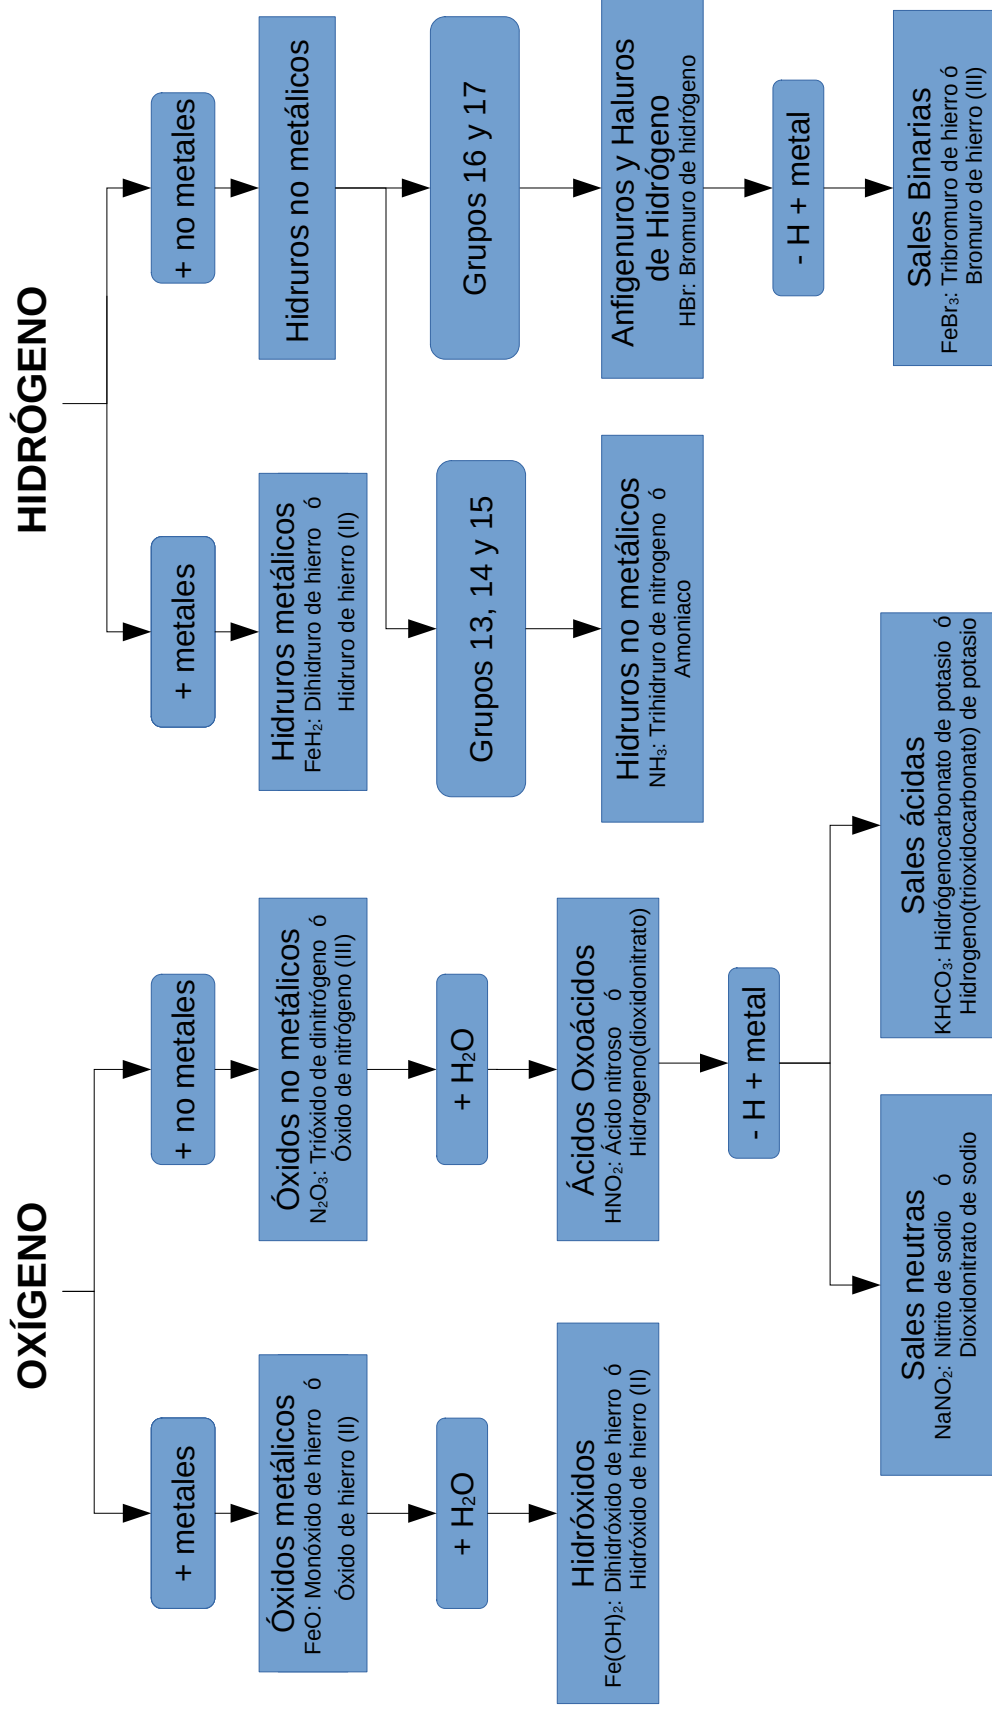 OXÍGENO
+ metales
Óxidos metálicos
FeO: Monóxido de hierro ó
Óxido de hierro (II)
+ H₂O
Hidróxidos
Fe(OH)₂: Dihidróxido de hierro ó
Hidróxido de hierro (II)
+ no metales
Óxidos no metálicos
N₂O₃: Trióxido de dinitrógeno ó
Óxido de nitrógeno (III)
+ H₂O
Ácidos Oxoácidos
HNO₂: Ácido nitroso ó
Hidrogeno(dioxidonitrato)
- H + metal
Sales neutras
NaNO₂: Nitrito de sodio ó
Dioxidonitrato de sodio
Sales ácidas
KHCO₃: Hidrógenocarbonato de potasio ó
Hidrogeno(trioxidocarbonato) de potasio
HIDRÓGENO
+ metales
Hidruros metálicos
FeH₂: Dihidruro de hierro ó
Hidruro de hierro (II)
+ no metales
Hidruros no metálicos
Grupos 13, 14 y 15
Hidruros no metálicos
NH₃: Trihidruro de nitrogeno ó
Amoniaco
Grupos 16 y 17
Anfigenuros y Haluros
de Hidrógeno
HBr: Bromuro de hidrógeno
- H + metal
Sales Binarias
FeBr₃: Tribromuro de hierro ó
Bromuro de hierro (III)